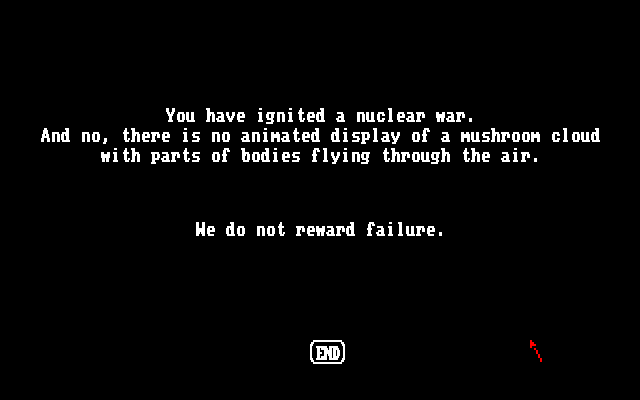 You have ignited a nuclear war.
And no, there is no animated display of a mushroom cloud
with parts of bodies flying through the air.
We do not reward failure.
END